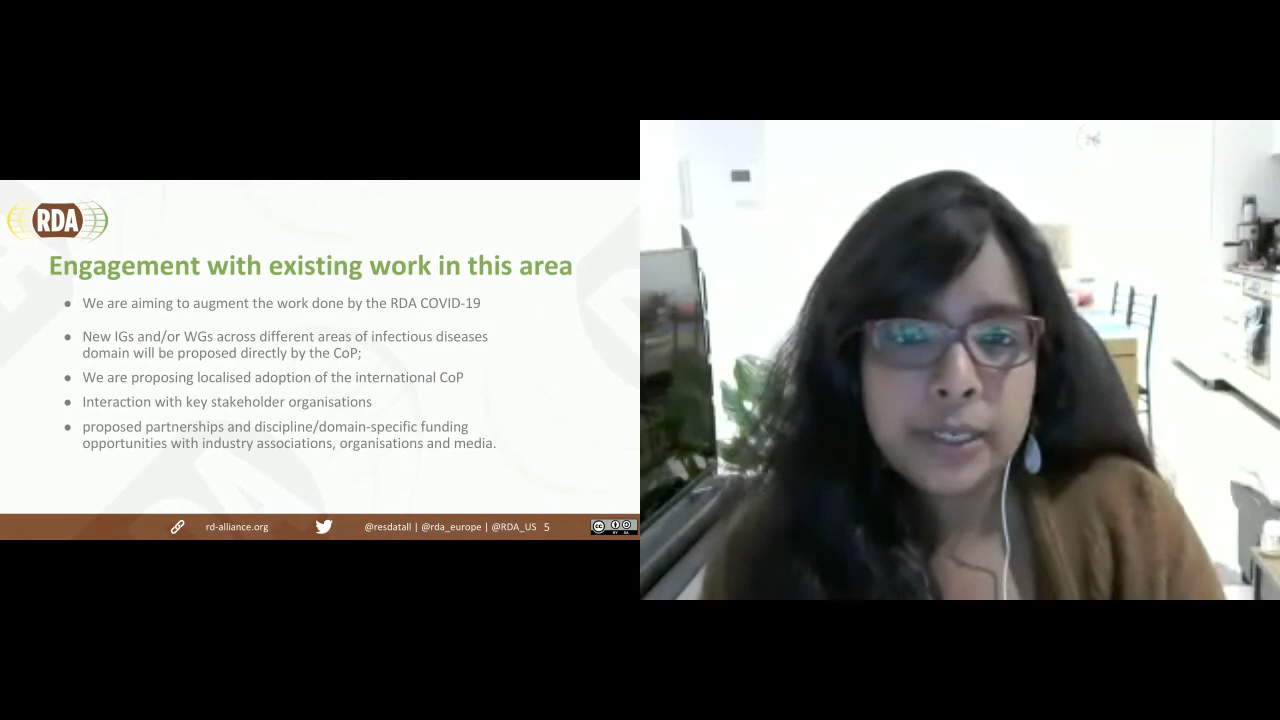 RDA
Engagement with existing work in this area
● We are aiming to augment the work done by the RDA COVID-19
● New IGs and/or WGs across different areas of infectious diseases
domain will be proposed directly by the CoP;
● We are proposing localised adoption of the international CoP
● Interaction with key stakeholder organisations
● proposed partnerships and discipline/domain-specific funding
opportunities with industry associations, organisations and media.
rd-alliance.org @resdatall | @rda_europe | @RDA_US 5